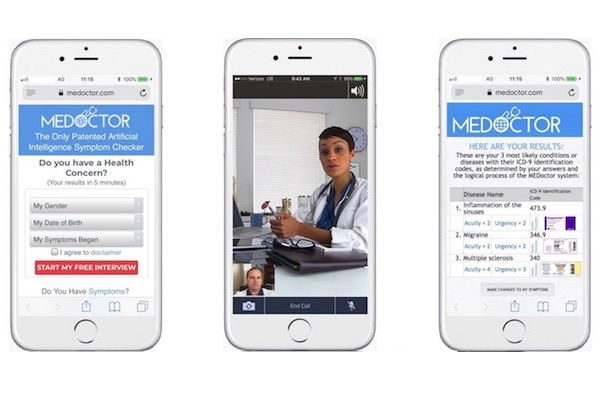 4G 11:15 100%
medoctor.com
MEDOCTOR
The Only Patented Artificial
Intelligence Symptom Checker
Do you have a Health
Concern?
(Your results in 5 minutes)
My Gender
My Date of Birth
My Symptoms Began
I agree to disclaimer
START MY FREE INTERVIEW
Do You Have Symptoms?
Verizon LTE 9:43 AM
End Call
4G 11:15 100%
medoctor.com
MEDOCTOR
HERE ARE YOUR RESULTS:
These are your 3 most likely conditions or
diseases with their ICD-9 identification
codes, as determined by your answers and
the logical process of the MEDoctor system:
Disease Name ICD-9 Identification
Code
1. Inflammation of the
sinuses 473.9
Acuity = 2 Urgency = 2
2. Migraine 346.9
Acuity = 2 Urgency = 2
3. Multiple sclerosis 340
Acuity = 4 Urgency = 3
MAKE CHANGES TO MY SYMPTOMS